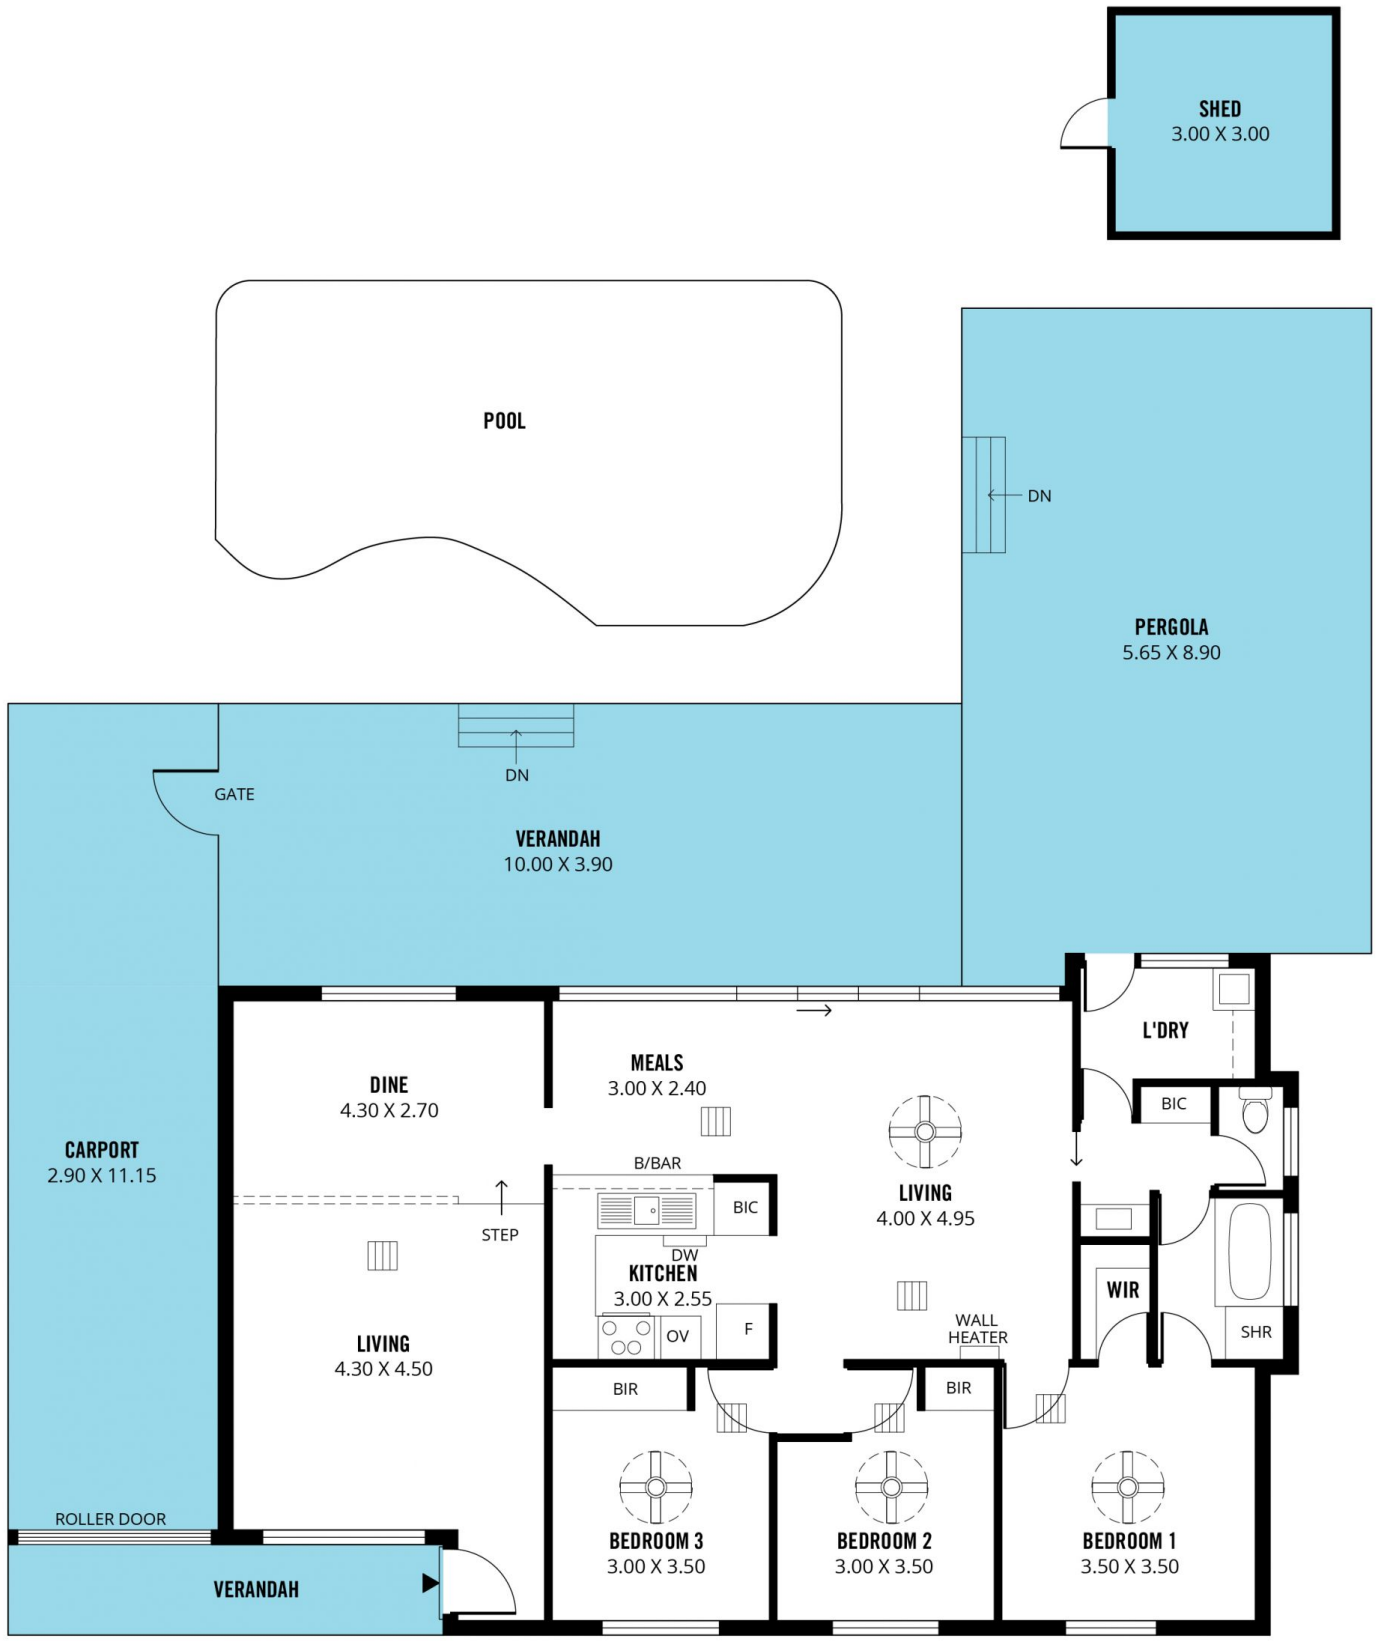 SHED
3.00 X 3.00
POOL
DN
PERGOLA
5.65 X 8.90
DN
GATE
VERANDAH
10.00 X 3.90
CARPORT
2.90 X 11.15
DINE
4.30 X 2.70
MEALS
3.00 X 2.40
L'DRY
BIC
B/BAR
LIVING
4.00 X 4.95
BIC
STEP
DW
KITCHEN
3.00 X 2.55
WIR
LIVING
4.30 X 4.50
OV
F
WALL
HEATER
SHR
BIR
BIR
ROLLER DOOR
BEDROOM 3
3.00 X 3.50
BEDROOM 2
3.00 X 3.50
BEDROOM 1
3.50 X 3.50
VERANDAH